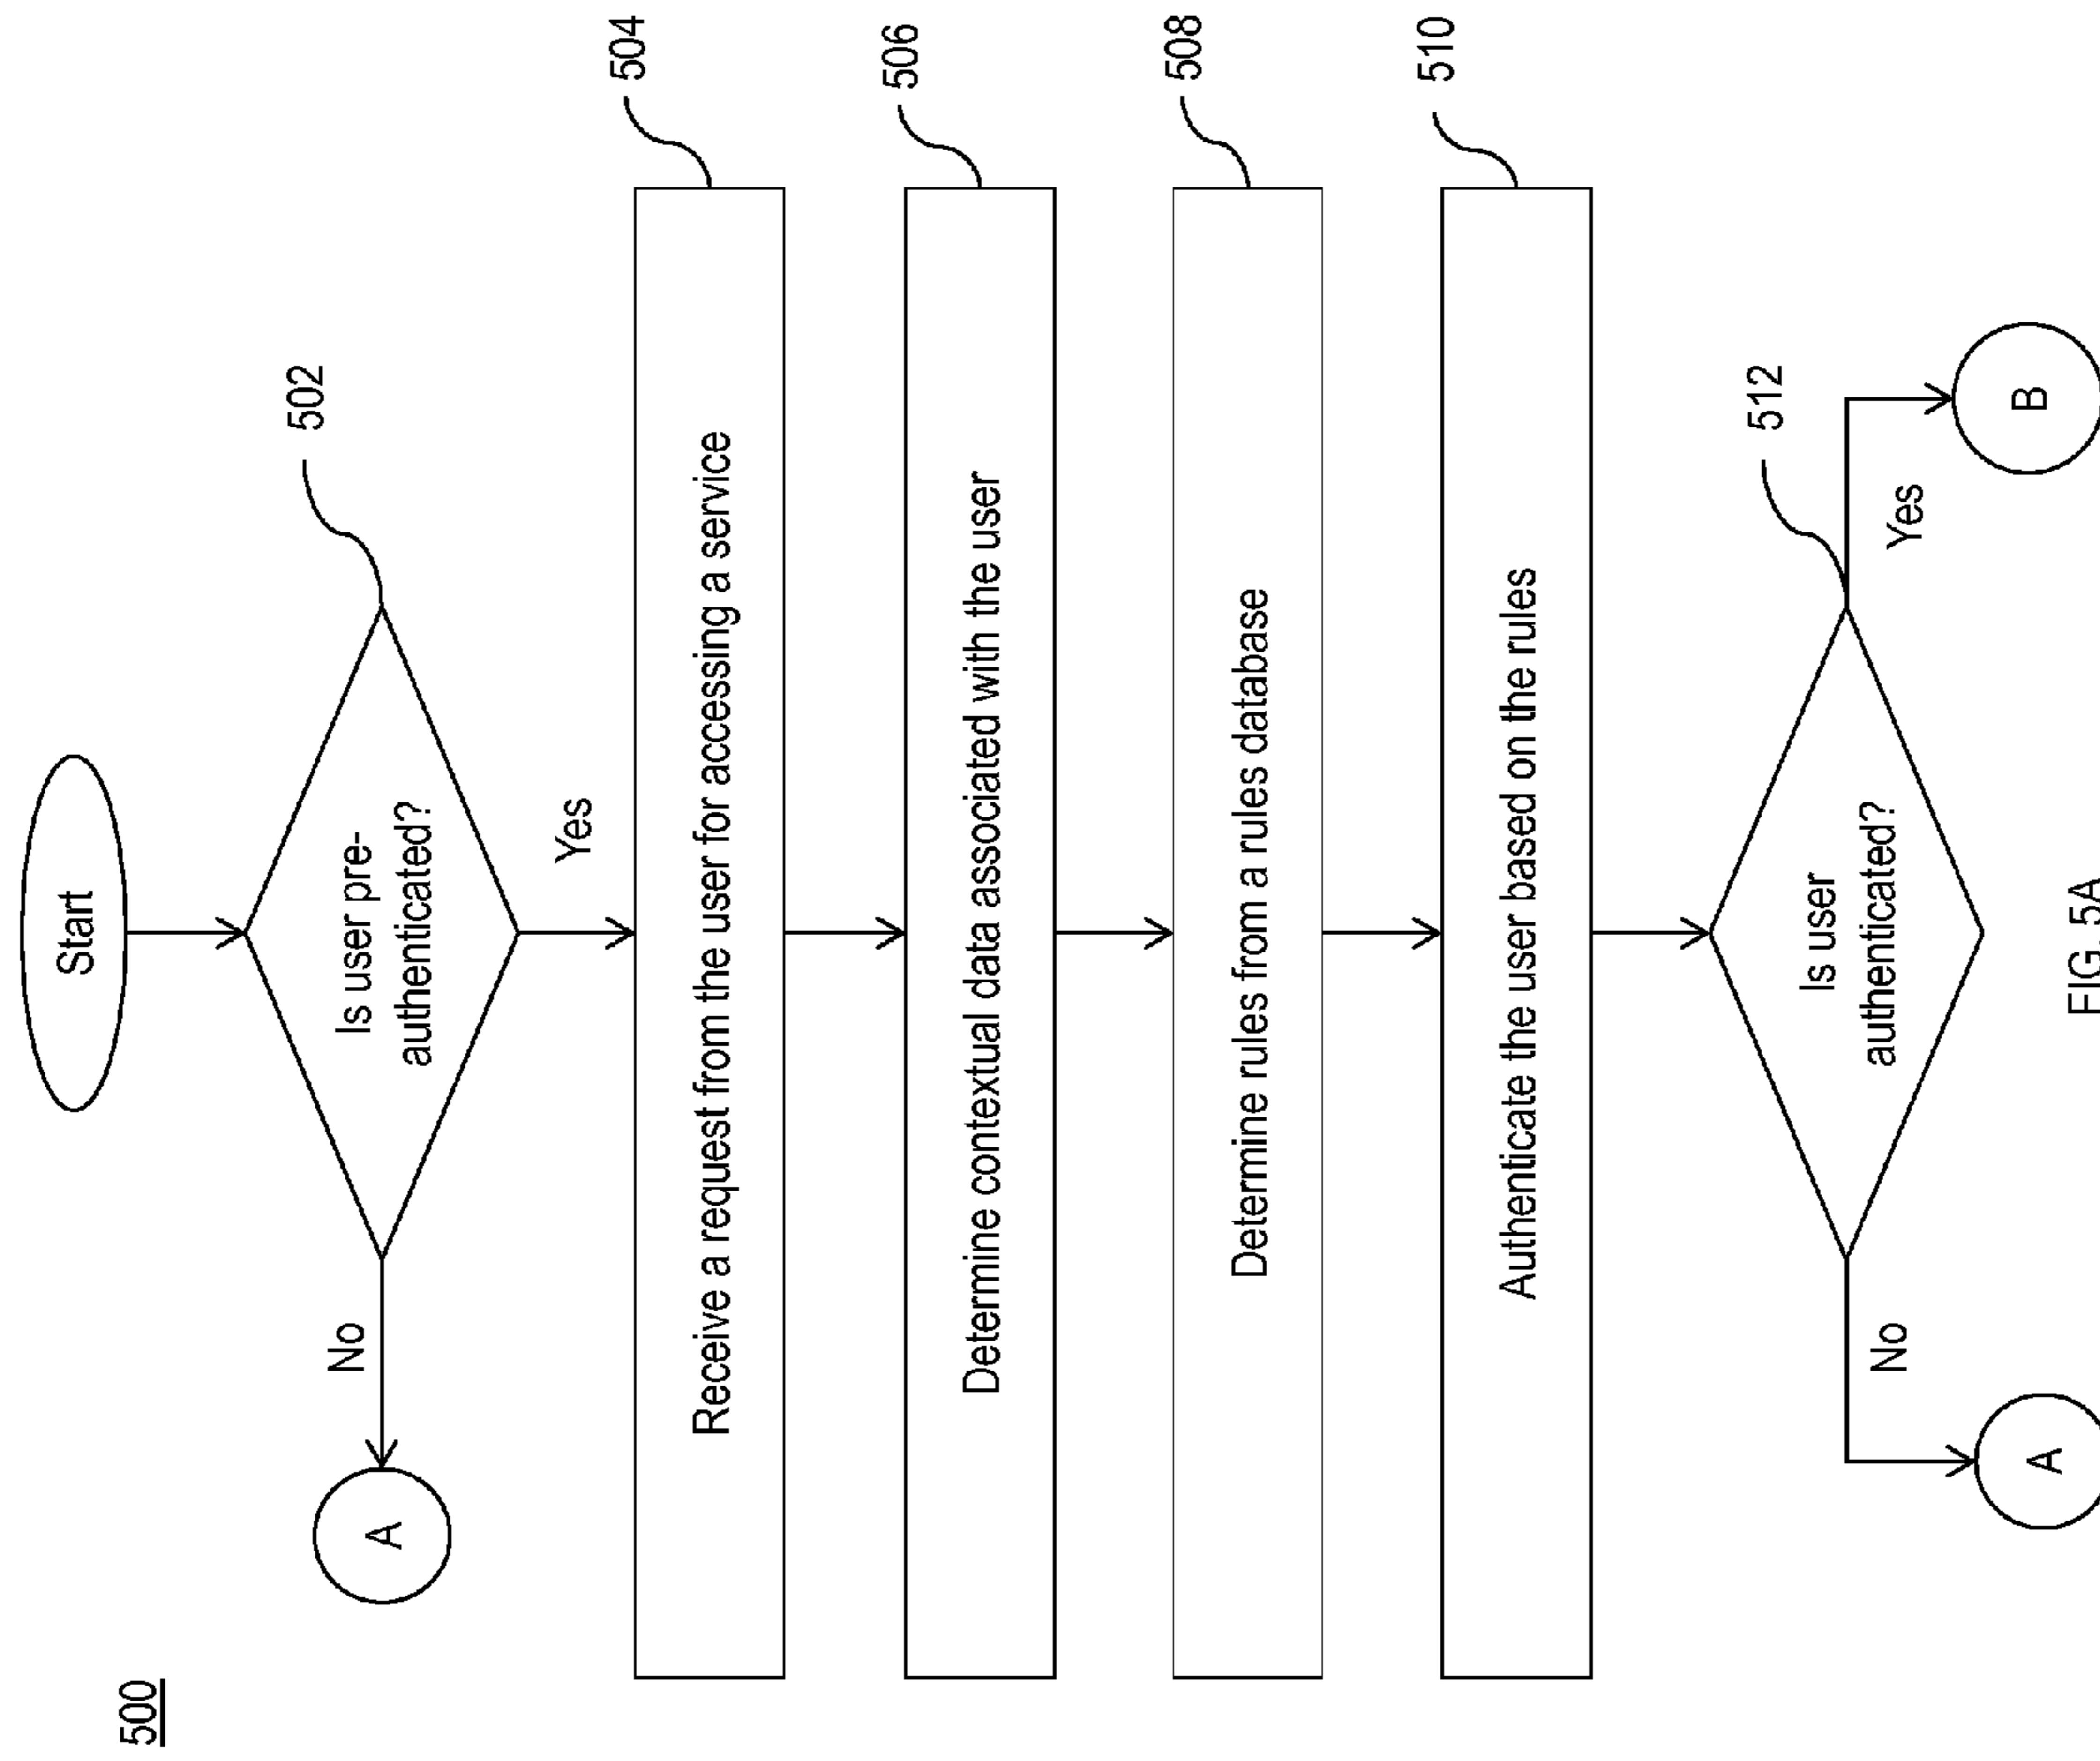 500
Start
502
Is user pre-
authenticated?
No
A
Yes
504
Receive a request from the user for accessing a service
506
Determine contextual data associated with the user
508
Determine rules from a rules database
510
Authenticate the user based on the rules
512
Is user
authenticated?
No
Yes
A
B
FIG. 5A